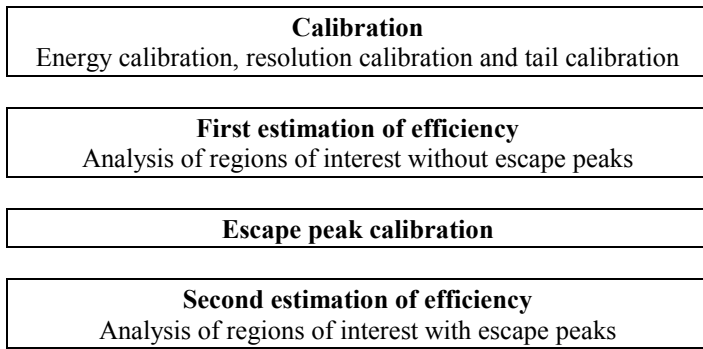 Calibration
Energy calibration, resolution calibration and tail calibration
First estimation of efficiency
Analysis of regions of interest without escape peaks
Escape peak calibration
Second estimation of efficiency
Analysis of regions of interest with escape peaks